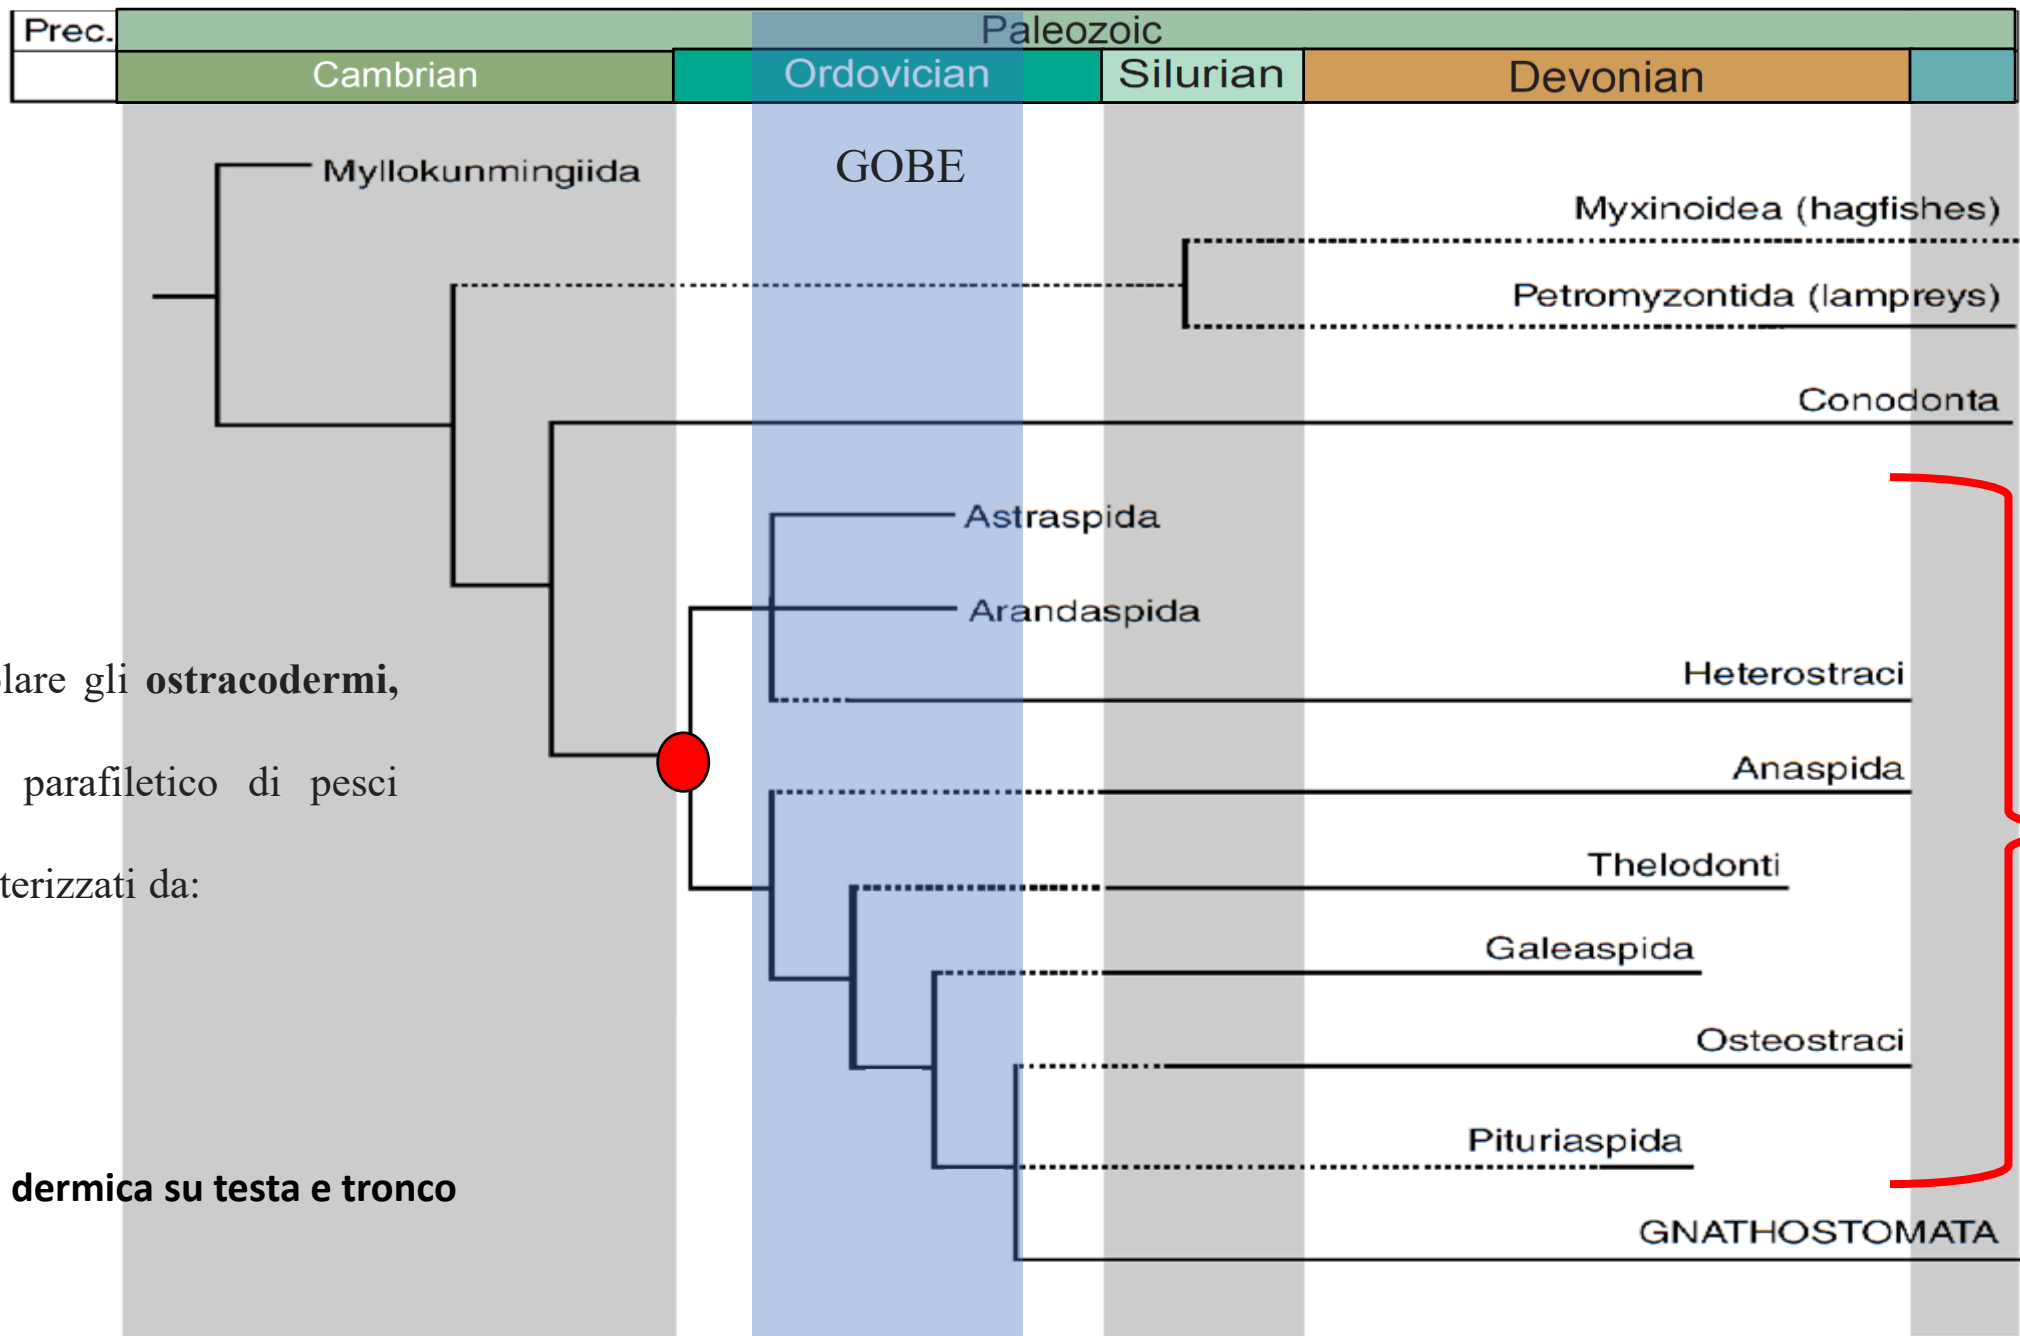 Prec.
Paleozoic
Cambrian
Ordovician
Silurian
Devonian
Myllokunmingiida
GOBE
Myxinoidea (hagfishes)
Petromyzontida (lampreys)
Conodonta
Astraspida
Arandaspida
lare gli ostracodermi,
Heterostraci
parafiletico di pesci
Anaspida
terizzati da:
Thelodonti
Galeaspida
Osteostraci
Pituriaspida
dermica su testa e tronco
GNATHOSTOMATA